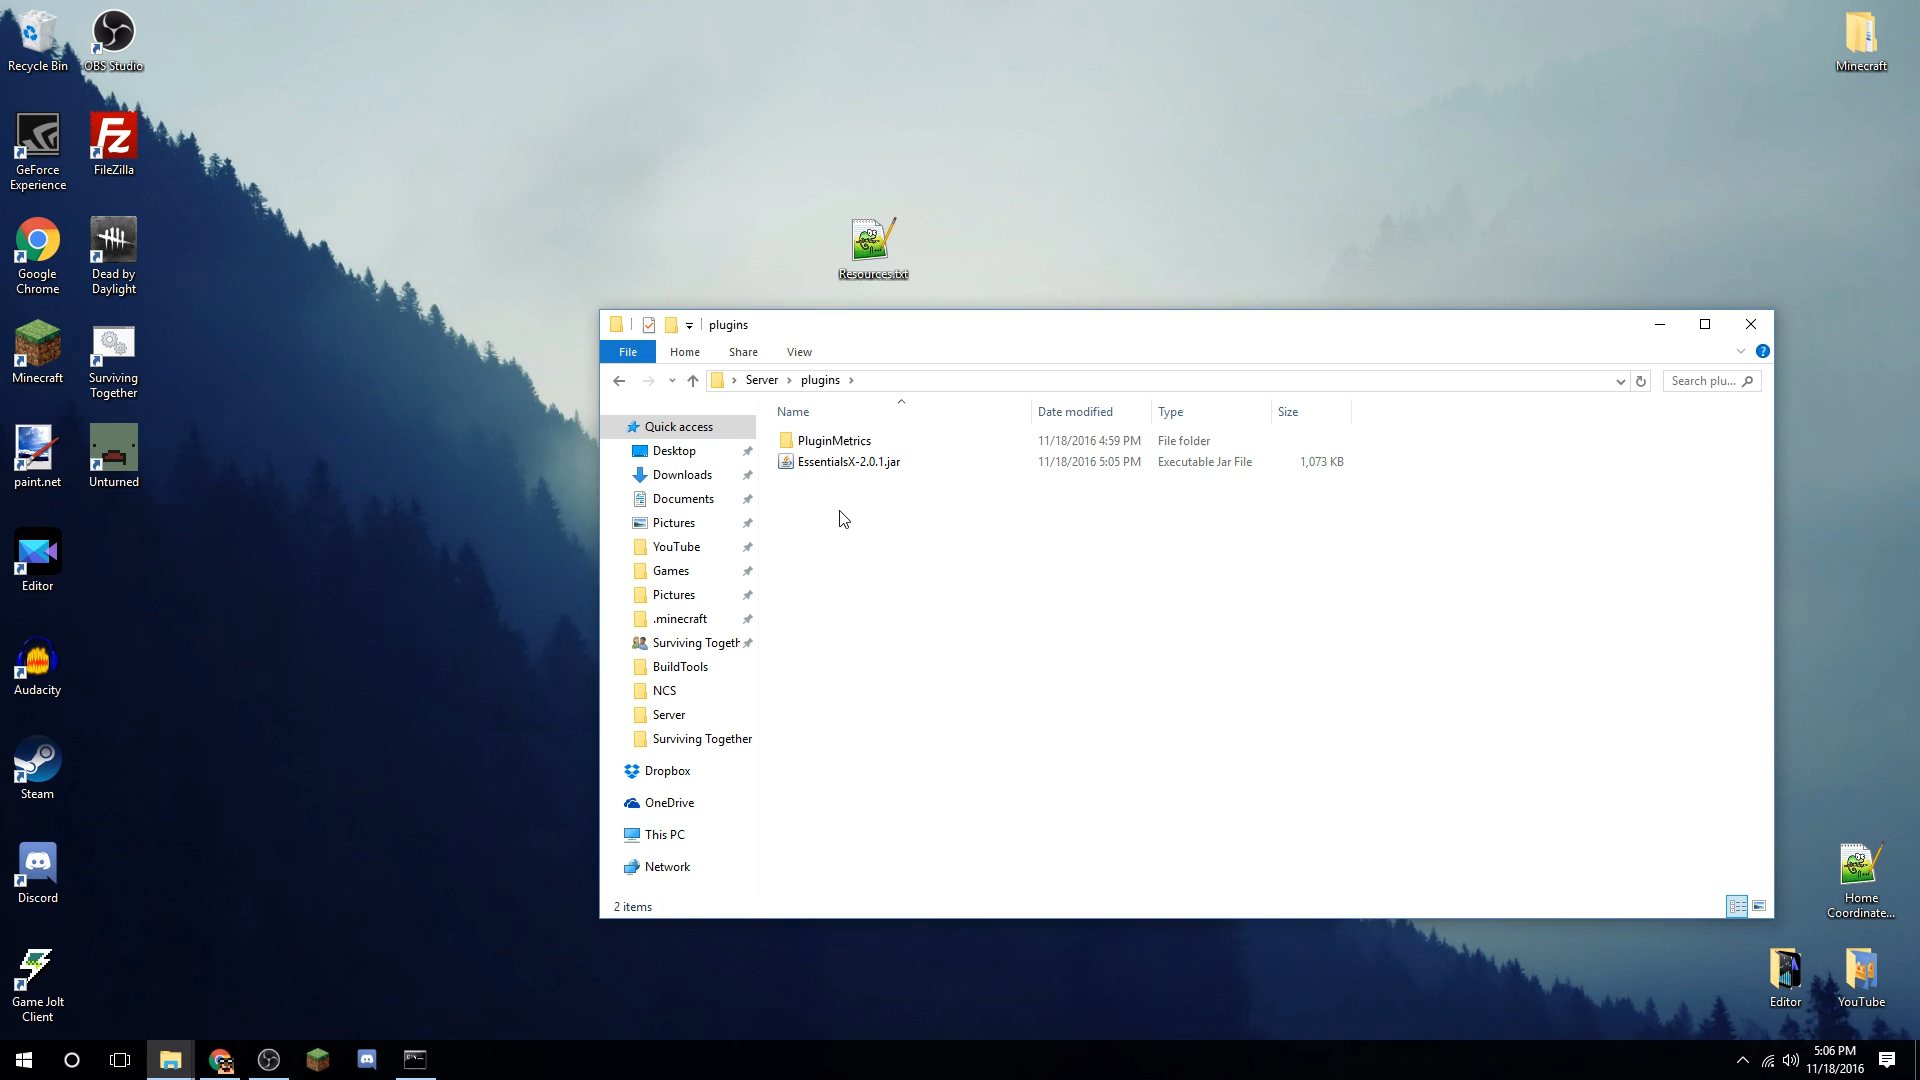 Recycle Bin
OBS Studio
GeForce
Experience
FileZilla
Google
Chrome
Dead by
Daylight
Minecraft
Surviving
Together
paint.net
Unturned
Editor
Audacity
Steam
Discord
Game Jolt
Client
Resources.txt
Minecraft
plugins
File
Home
Share
View
Server
plugins
Search plu...
Name
Date modified
Type
Size
PluginMetrics
11/18/2016 4:59 PM
File folder
EssentialsX-2.0.1.jar
11/18/2016 5:05 PM
Executable Jar File
1,073 KB
Quick access
Desktop
Downloads
Documents
Pictures
YouTube
Games
Pictures
.minecraft
Surviving Togeth
BuildTools
NCS
Server
Surviving Together
Dropbox
OneDrive
This PC
Network
2 items
Home
Coordinate...
Editor
YouTube
5:06 PM
11/18/2016